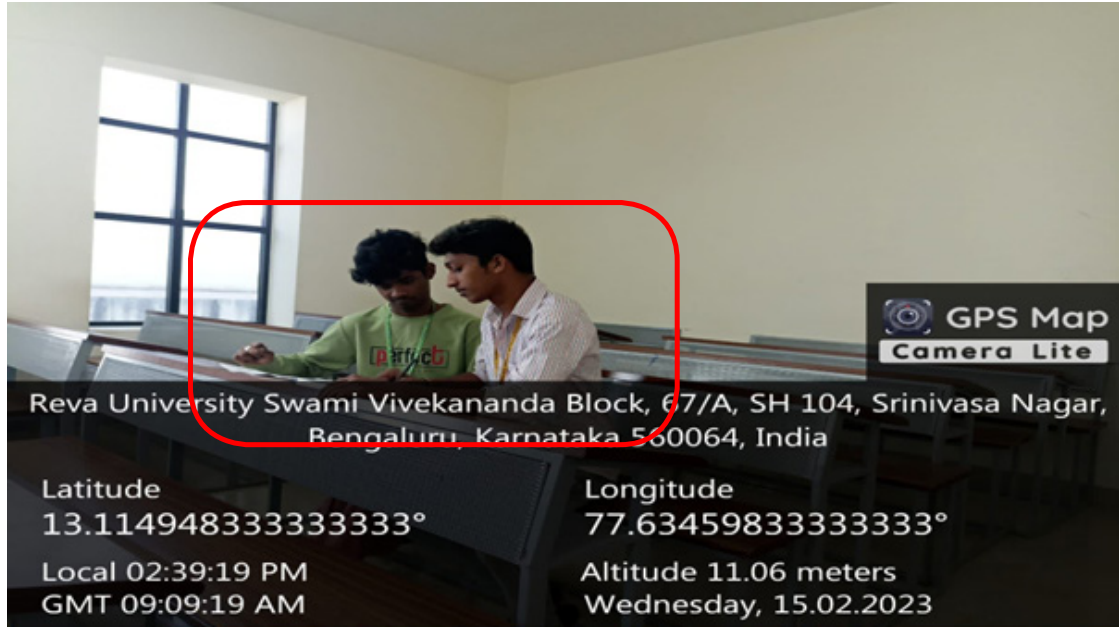 perfect
GPS Map
Camera Lite
Reva University Swami Vivekananda Block, 67/A, SH 104, Srinivasa Nagar,
Bengaluru, Karnataka 560064, India
Latitude
13.114948333333333°
Longitude
77.63459833333333°
Local 02:39:19 PM
GMT 09:09:19 AM
Altitude 11.06 meters
Wednesday, 15.02.2023